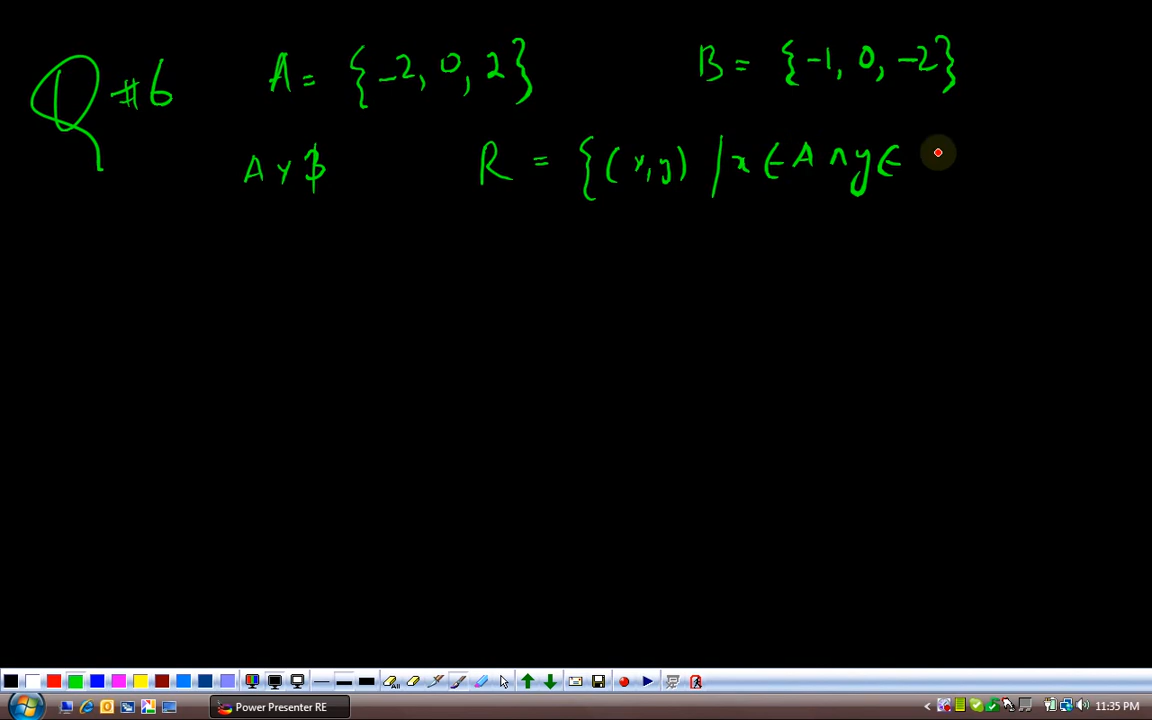 Q #6 A = {-2, 0, 2} B = {-1, 0, -2}
A × B R = {(x,y) | x ∈ A ∧ y ∈
Power Presenter RE < 11:35 PM